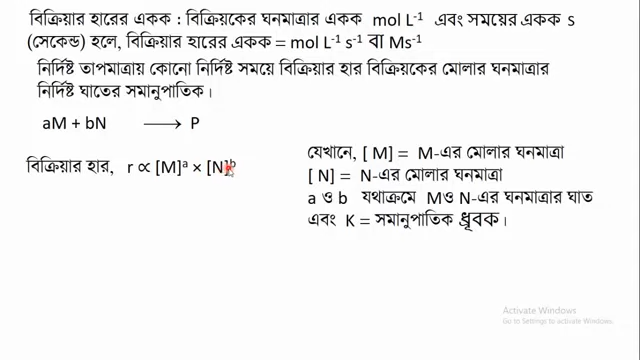 বিক্রিয়ার হারের একক : বিক্রিয়কের ঘনমাত্রার একক mol L⁻¹ এবং সময়ের একক s
(সেকেন্ড) হলে, বিক্রিয়ার হারের একক = mol L⁻¹ s⁻¹ বা Ms⁻¹
নির্দিষ্ট তাপমাত্রায় কোনো নির্দিষ্ট সময়ে বিক্রিয়ার হার বিক্রিয়কের মোলার ঘনমাত্রার
নির্দিষ্ট ঘাতের সমানুপাতিক।
aM + bN ⟶ P
বিক্রিয়ার হার, r ∝ [M]ᵃ × [N]ᵇ
যেখানে, [ M] = M-এর মোলার ঘনমাত্রা
[ N] = N-এর মোলার ঘনমাত্রা
a ও b যথাক্রমে M ও N-এর ঘনমাত্রার ঘাত
এবং K = সমানুপাতিক ধ্রূবক।
Activate Windows
Go to Settings to activate Windows.